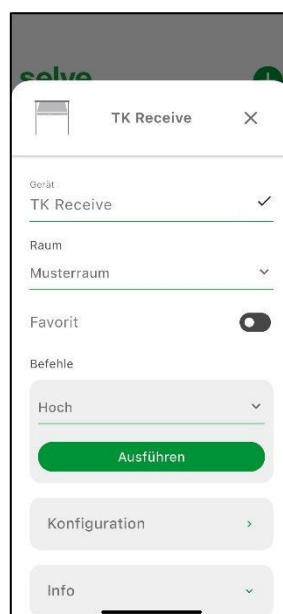 selve
TK Receive
Gerät
TK Receive
Raum
Musterraum
Favorit
Befehle
Hoch
Ausführen
Konfiguration
Info